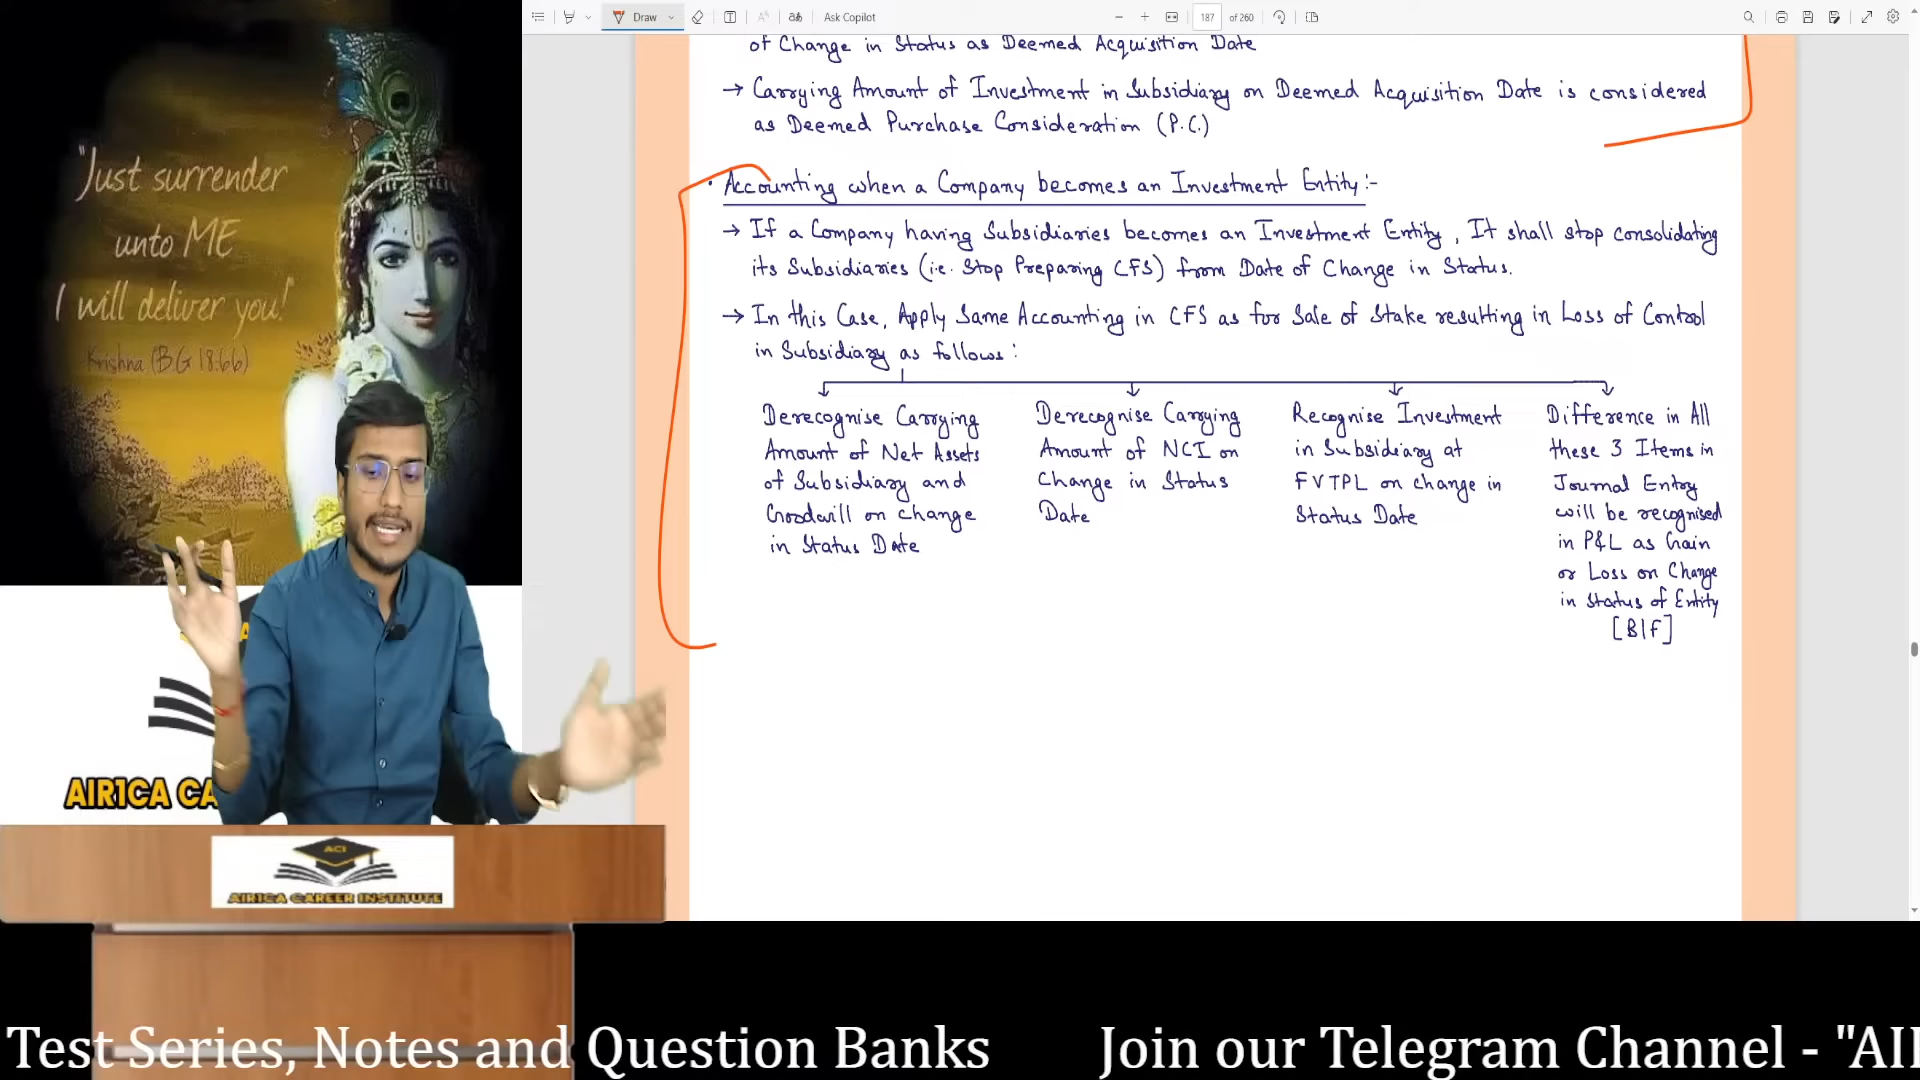 Draw
Ask Copilot
187
of 260
of Change in Status as Deemed Acquisition Date
→ Carrying Amount of Investment in Subsidiary on Deemed Acquisition Date is considered
as Deemed Purchase Consideration (P.C.)
• Accounting when a Company becomes an Investment Entity :-
→ If a Company having Subsidiaries becomes an Investment Entity, It shall stop consolidating
its Subsidiaries (i.e. Stop Preparing CFS) from Date of Change in Status.
→ In this Case, Apply Same Accounting in CFS as for Sale of Stake resulting in Loss of Control
in Subsidiary as follows :
Derecognise Carrying
Amount of Net Assets
of Subsidiary and
Goodwill on change
in Status Date
Derecognise Carrying
Amount of NCI on
Change in Status
Date
Recognise Investment
in Subsidiary at
FVTPL on change in
Status Date
Difference in All
these 3 Items in
Journal Entry
will be recognised
in P&L as Gain
or Loss on Change
in Status of Entity
[B/F]
"Just surrender
unto ME
I will deliver you!"
Krishna (B.G 18:66)
AIR1CA CA
ACI
AIR1CA CAREER INSTITUTE
Test Series, Notes and Question Banks
Join our Telegram Channel - "AI